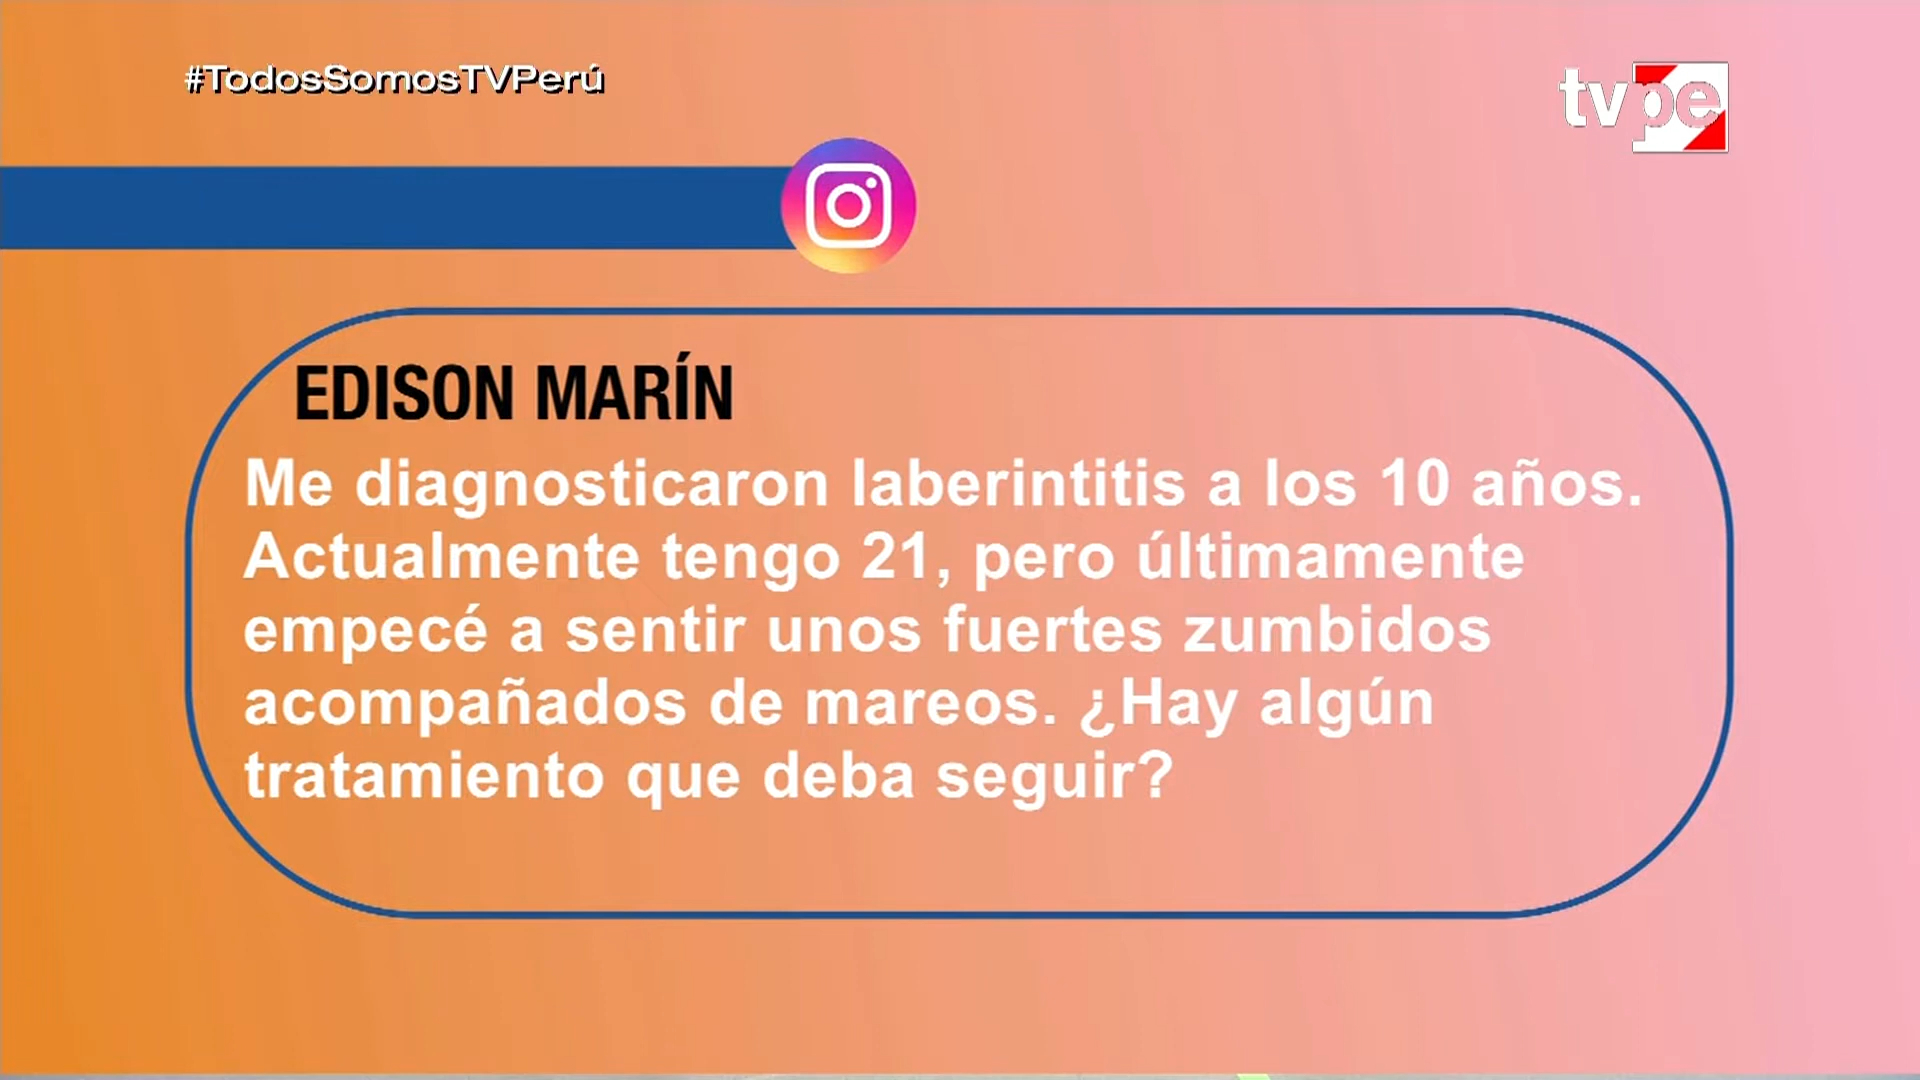 #TodosSomosTVPerú
tvpe
EDISON MARÍN
Me diagnosticaron laberintitis a los 10 años.
Actualmente tengo 21, pero últimamente
empecé a sentir unos fuertes zumbidos
acompañados de mareos. ¿Hay algún
tratamiento que deba seguir?